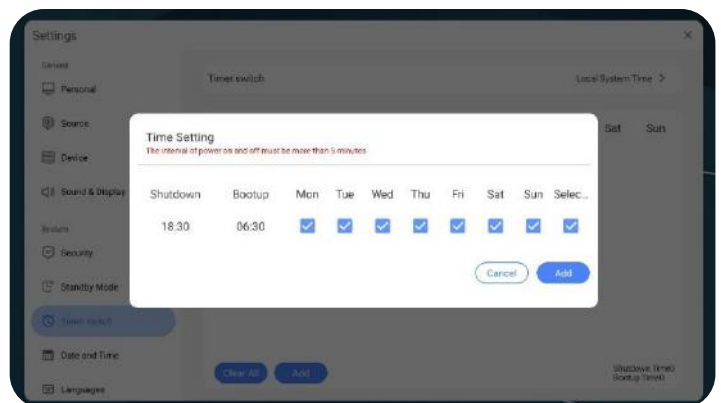 Settings
General
Personal
Timer switch
Local System Time
Source
Device
Sound & Display
System
Security
Standby Mode
Timer switch
Date and Time
Languages
Sat Sun
Time Setting
The interval of power on and off must be more than 5 minutes
Shutdown Bootup Mon Tue Wed Thu Fri Sat Sun Selec...
18:30 06:30
Cancel Add
Clear All Add
Shutdown Time0
Bootup Time0